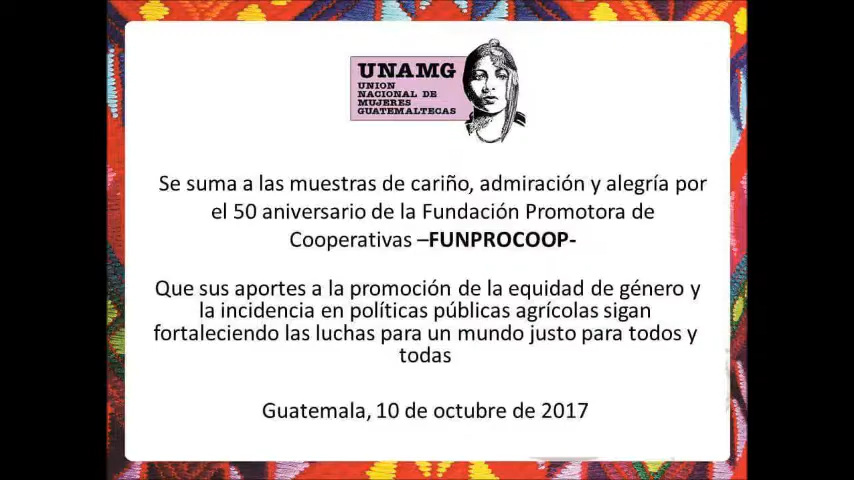 UNAMG
UNION
NACIONAL DE
MUJERES
GUATEMALTECAS
Se suma a las muestras de cariño, admiración y alegría por
el 50 aniversario de la Fundación Promotora de
Cooperativas –FUNPROCOOP-
Que sus aportes a la promoción de la equidad de género y
la incidencia en políticas públicas agrícolas sigan
fortaleciendo las luchas para un mundo justo para todos y
todas
Guatemala, 10 de octubre de 2017